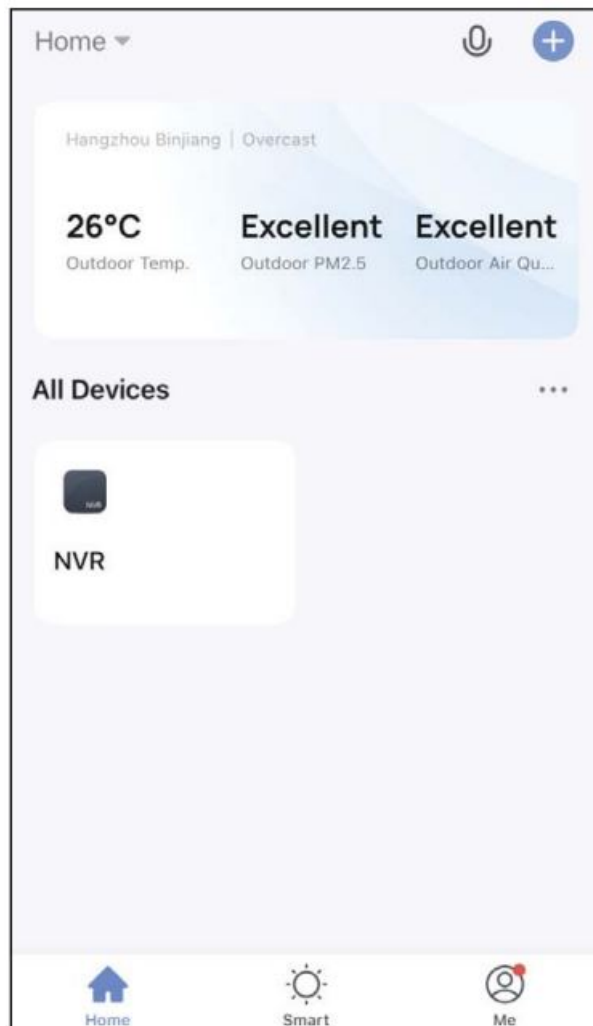 Home
Hangzhou Binjiang | Overcast
26°C Excellent Excellent
Outdoor Temp. Outdoor PM2.5 Outdoor Air Qu...
All Devices
NVR
NVR
Home Smart Me